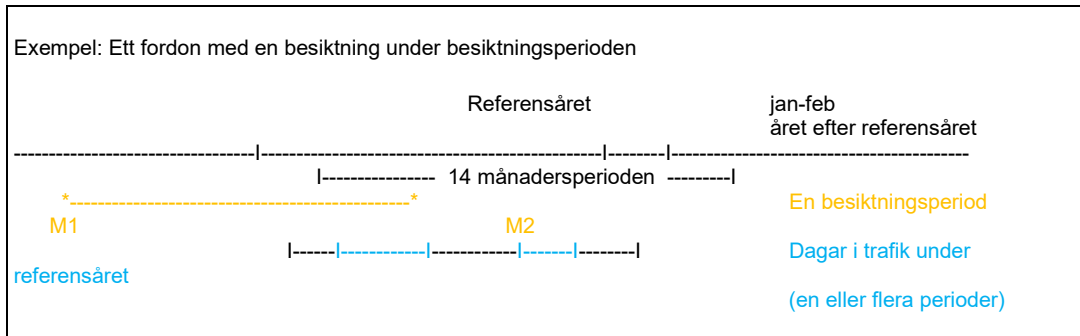 Exempel: Ett fordon med en besiktning under besiktningsperioden
Referensåret jan-feb
året efter referensåret
-----------------------------------I-------------------------------------------------I--------I-------------------------------------------
I---------------- 14 månadersperioden ---------I
*-------------------------------------------------* En besiktningsperiod
M1 M2
I------I------------I------------I-------I--------I Dagar i trafik under
referensåret
(en eller flera perioder)